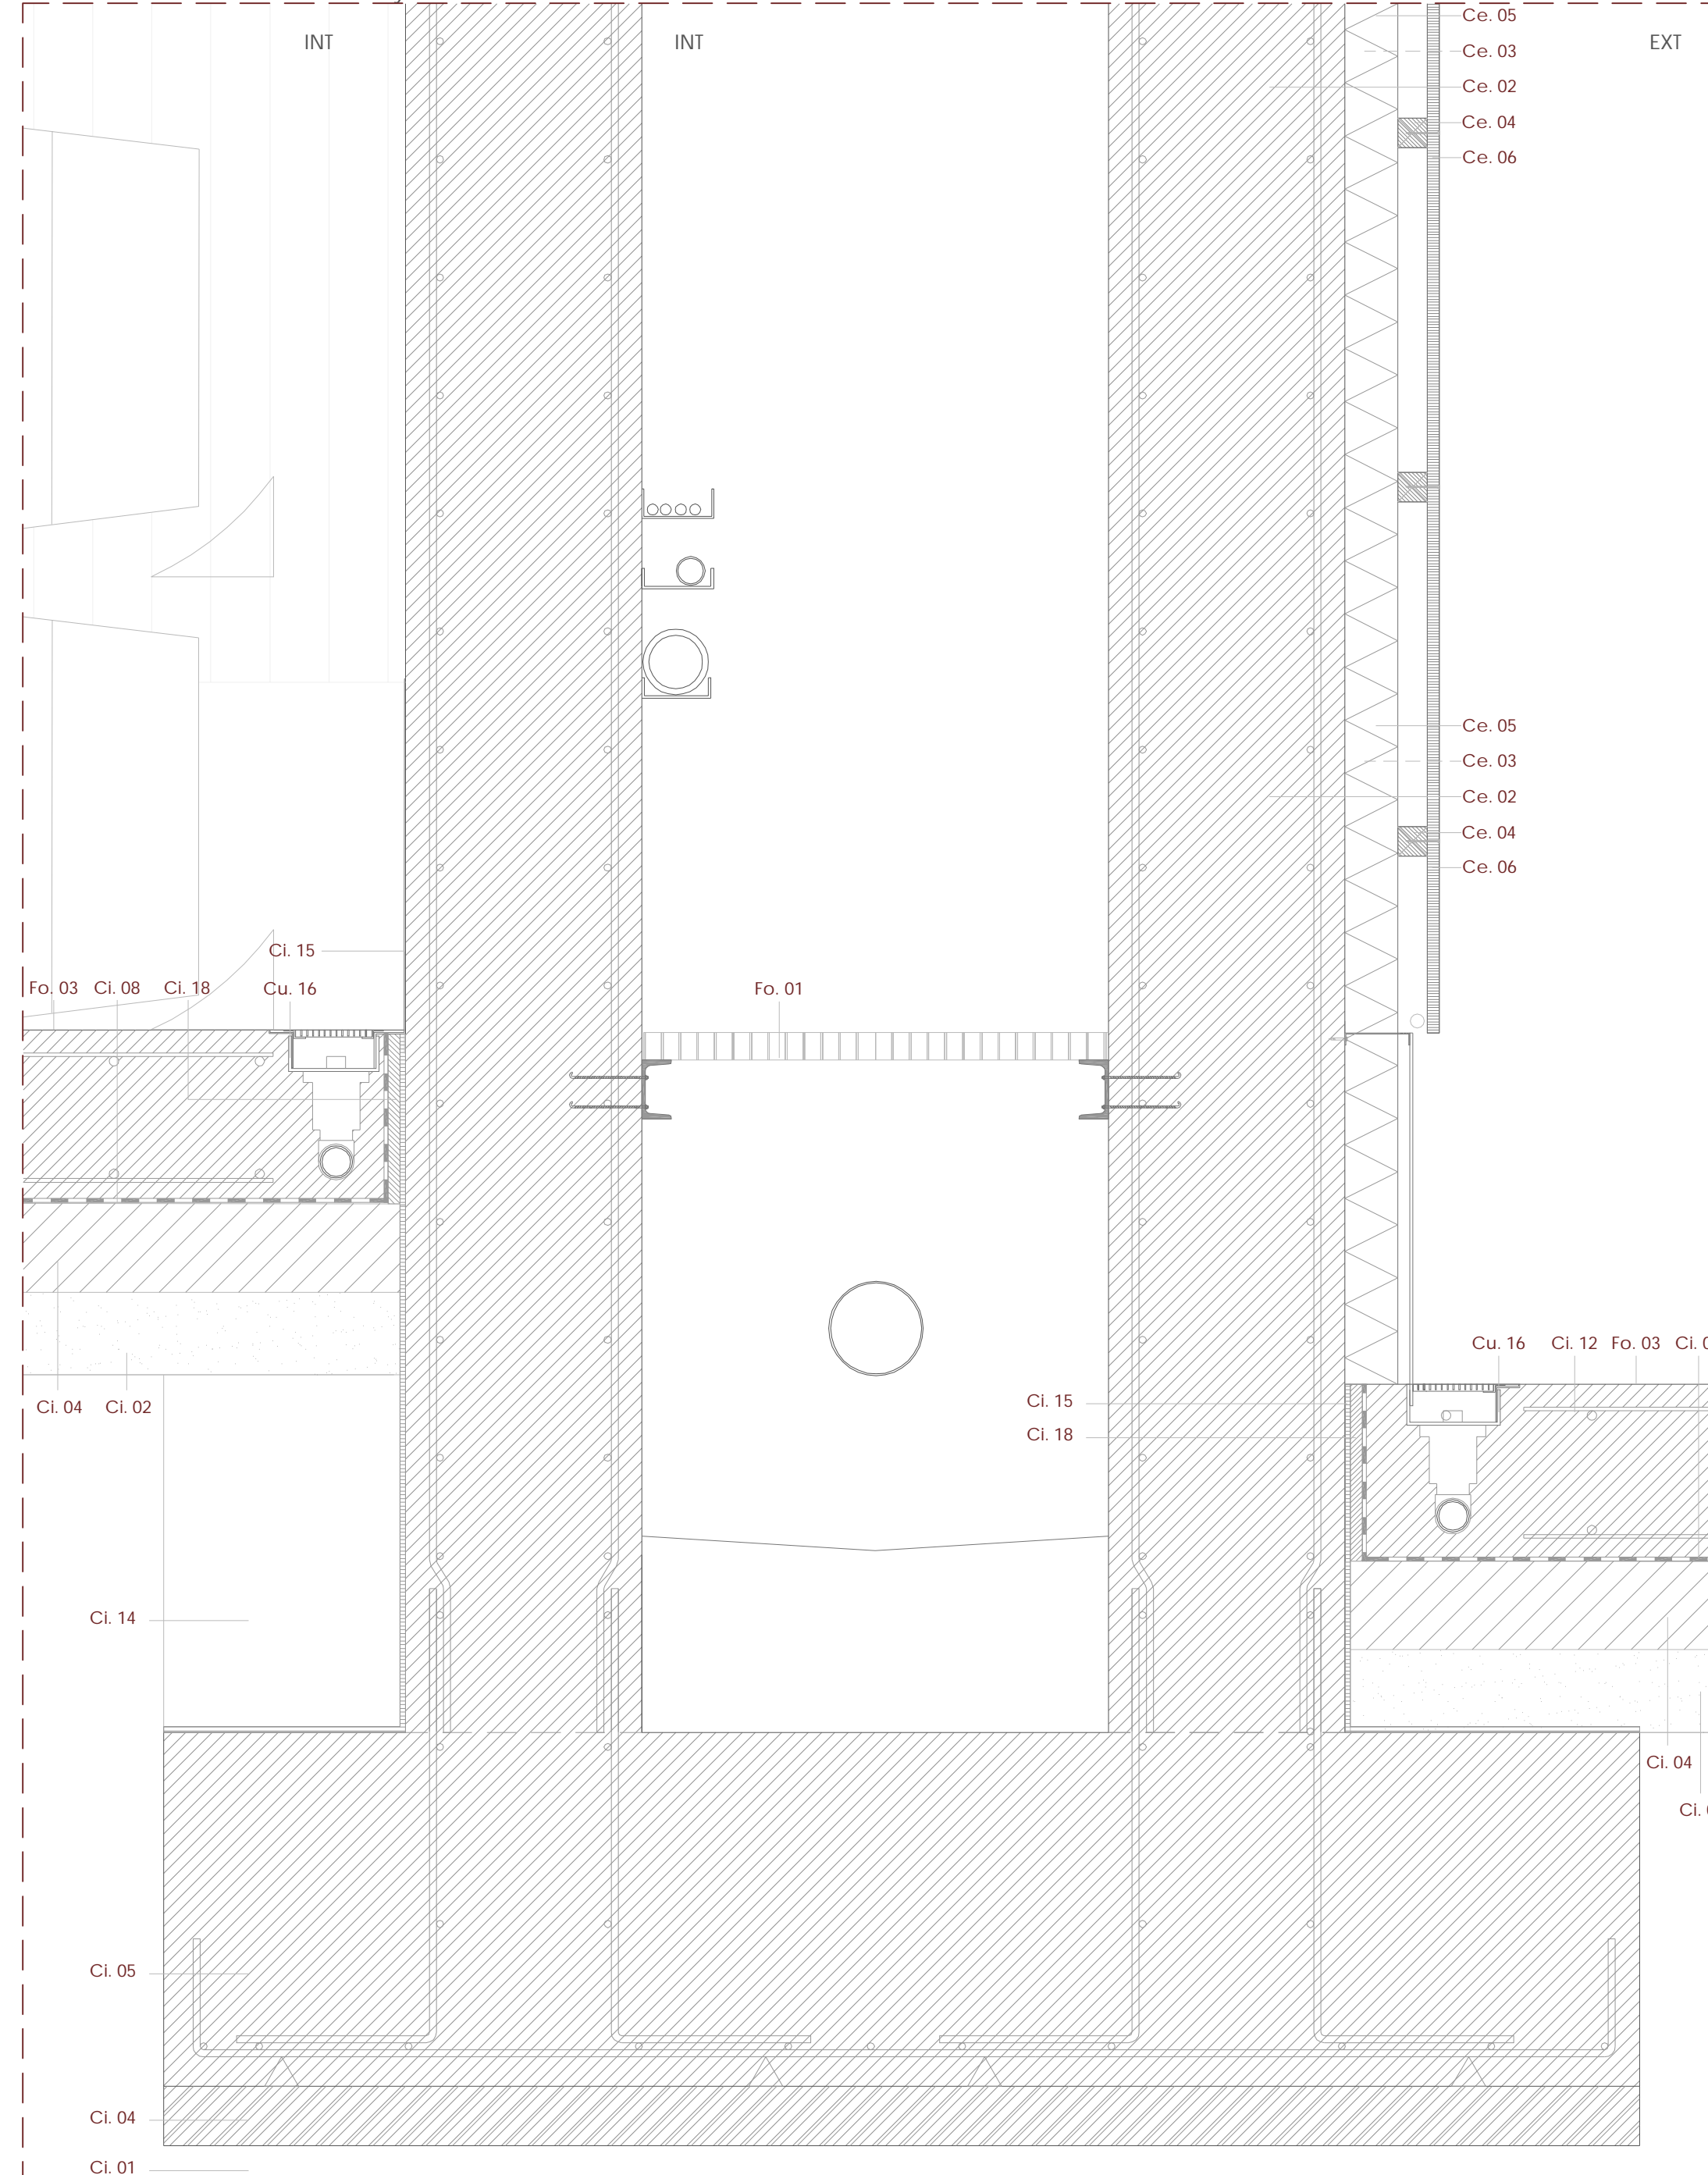 INT
INT
EXT
Ce. 05
Ce. 03
Ce. 02
Ce. 04
Ce. 06
Ce. 05
Ce. 03
Ce. 02
Ce. 04
Ce. 06
Ci. 15
Fo. 03 Ci. 08 Ci. 18 Cu. 16
Fo. 01
Cu. 16 Ci. 12 Fo. 03 Ci.
Ci. 04 Ci. 02
Ci. 15
Ci. 18
Ci. 14
Ci. 04
Ci.
Ci. 05
Ci. 04
Ci. 01